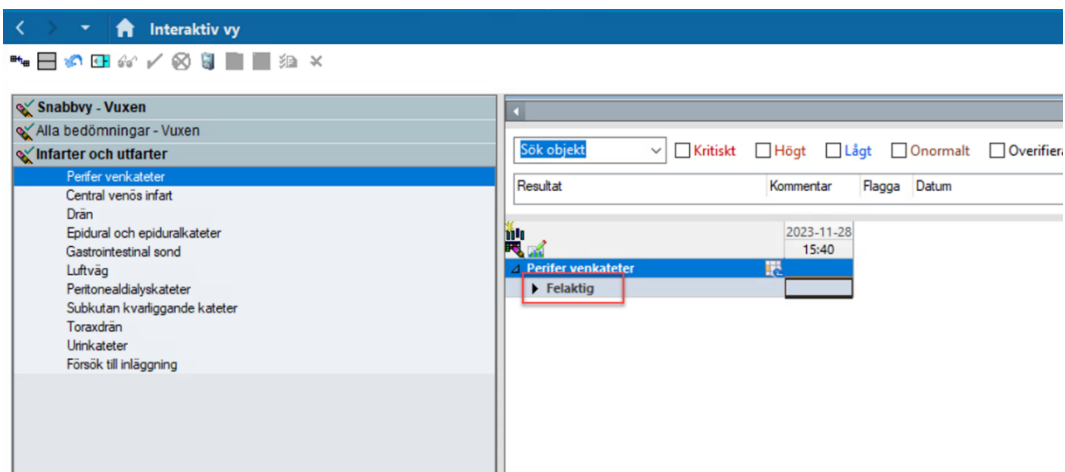 Interaktiv vy
Snabbvy - Vuxen
Alla bedömningar - Vuxen
Infarter och utfarter
Perifer venkateter
Central venös infart
Drän
Epidural och epiduralkateter
Gastrointestinal sond
Luftväg
Peritonealdialyskateter
Subkutan kvarliggande kateter
Toraxdrän
Urinkateter
Försök till inläggning
Sök objekt Kritiskt Högt Lågt Onormalt Overifiera
Resultat Kommentar Flagga Datum
2023-11-28
15:40
Perifer venkateter
Felaktig